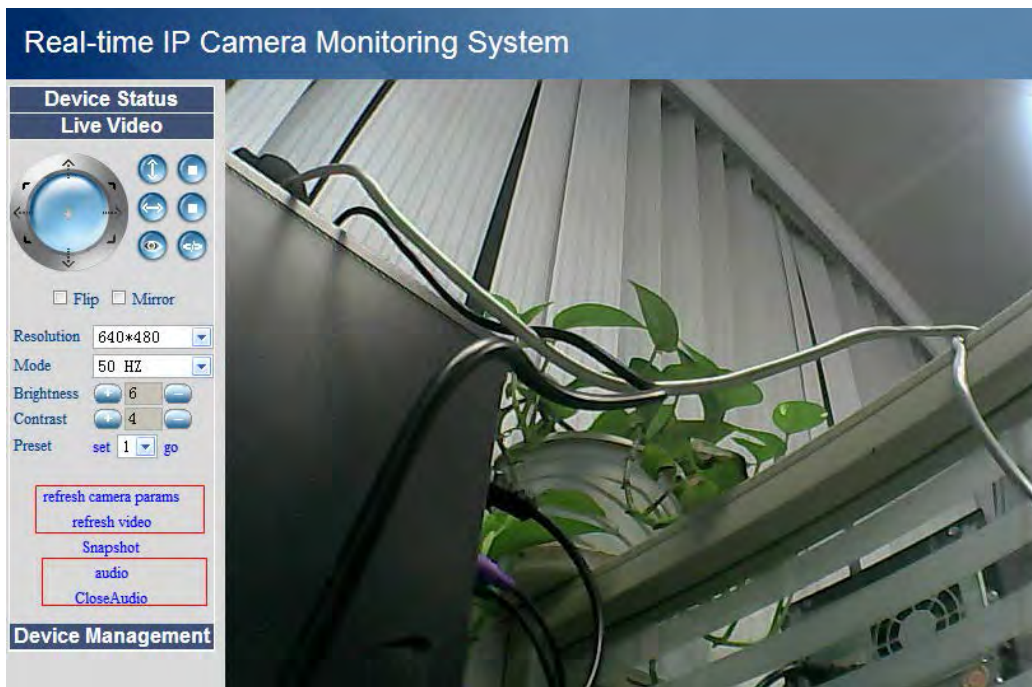 Real-time IP Camera Monitoring System
Device Status
Live Video
Flip Mirror
Resolution 640*480
Mode 50 HZ
Brightness 6
Contrast 4
Preset set 1 go
refresh camera params
refresh video
Snapshot
audio
CloseAudio
Device Management